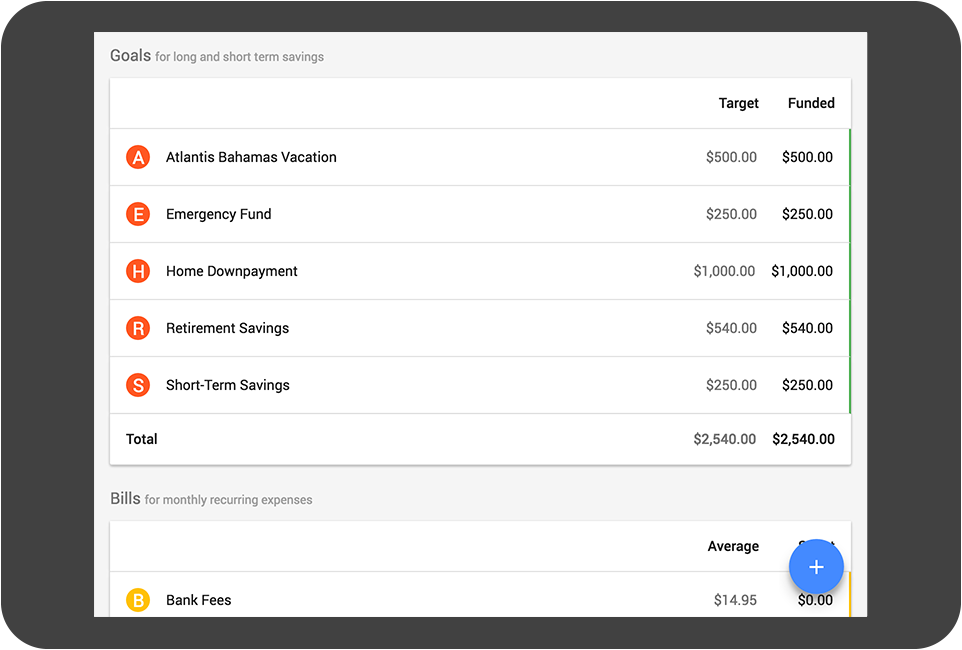 Goals for long and short term savings
Target Funded
A Atlantis Bahamas Vacation $500.00 $500.00
E Emergency Fund $250.00 $250.00
H Home Downpayment $1,000.00 $1,000.00
R Retirement Savings $540.00 $540.00
S Short-Term Savings $250.00 $250.00
Total $2,540.00 $2,540.00
Bills for monthly recurring expenses
Average
+
B Bank Fees $14.95 $0.00